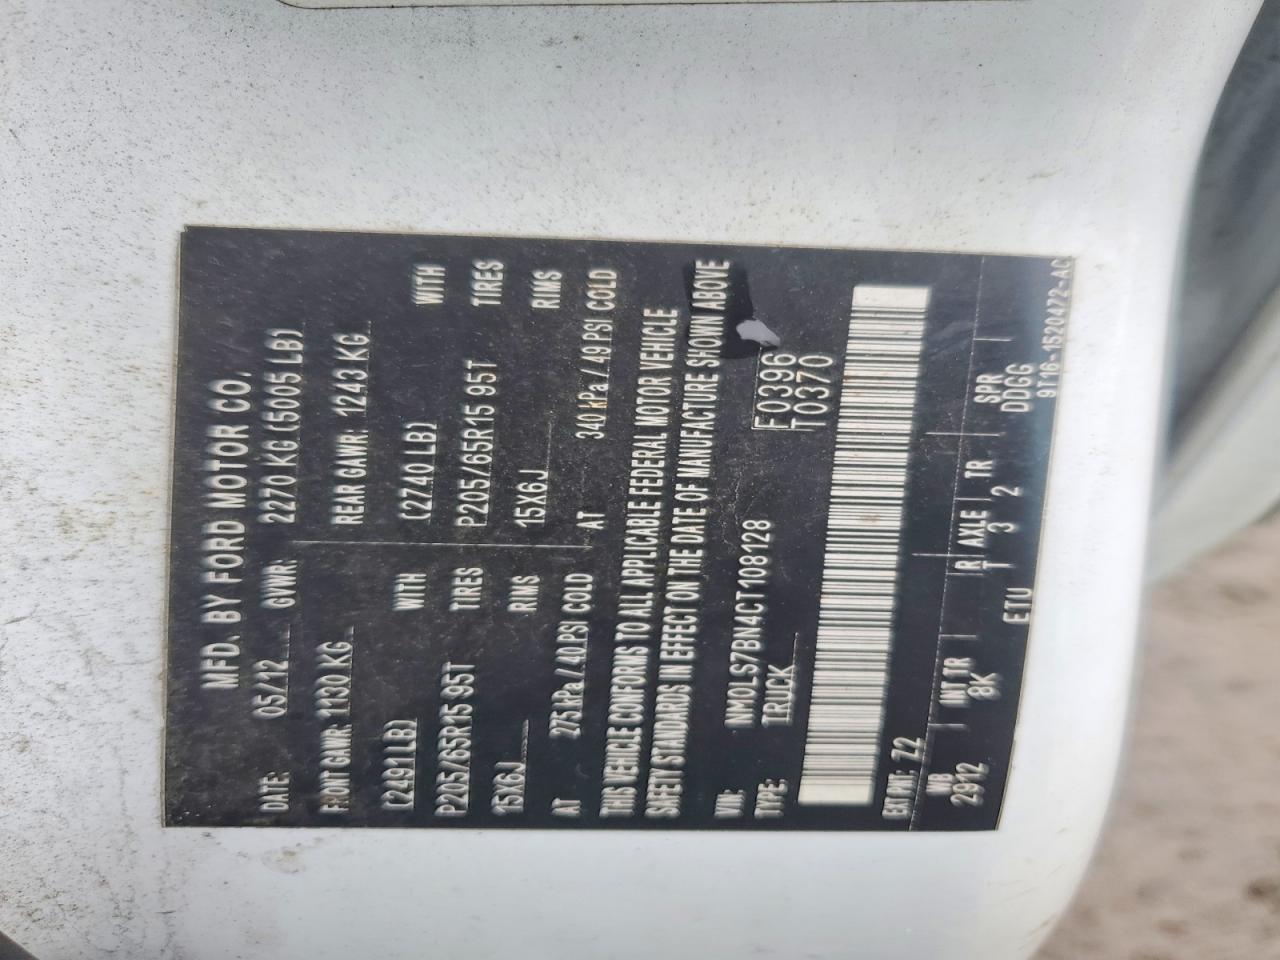 MFD. BY FORD MOTOR CO.
DATE: 05/12 GVWR: 2270 KG (5005 LB)
FRONT GAWR: 1130 KG REAR GAWR: 1243 KG
(2491LB) WITH (2740 LB) WITH
P205/65R15 95T TIRES P205/65R15 95T TIRES
15X6J RIMS 15X6J RIMS
AT 275 kPa / 40 PSI COLD AT 340 kPa / 49 PSI COLD
THIS VEHICLE CONFORMS TO ALL APPLICABLE FEDERAL MOTOR VEHICLE
SAFETY STANDARDS IN EFFECT ON THE DATE OF MANUFACTURE SHOWN ABOVE
VIN: NM0LS7BN4CT108128 F0396
TYPE: TRUCK T0370
EXT PNT: Z2
WB INT TR R AXLE TR SPR
2912 8K T 3 2 DDGG
ETU 9T16-1520472-AC